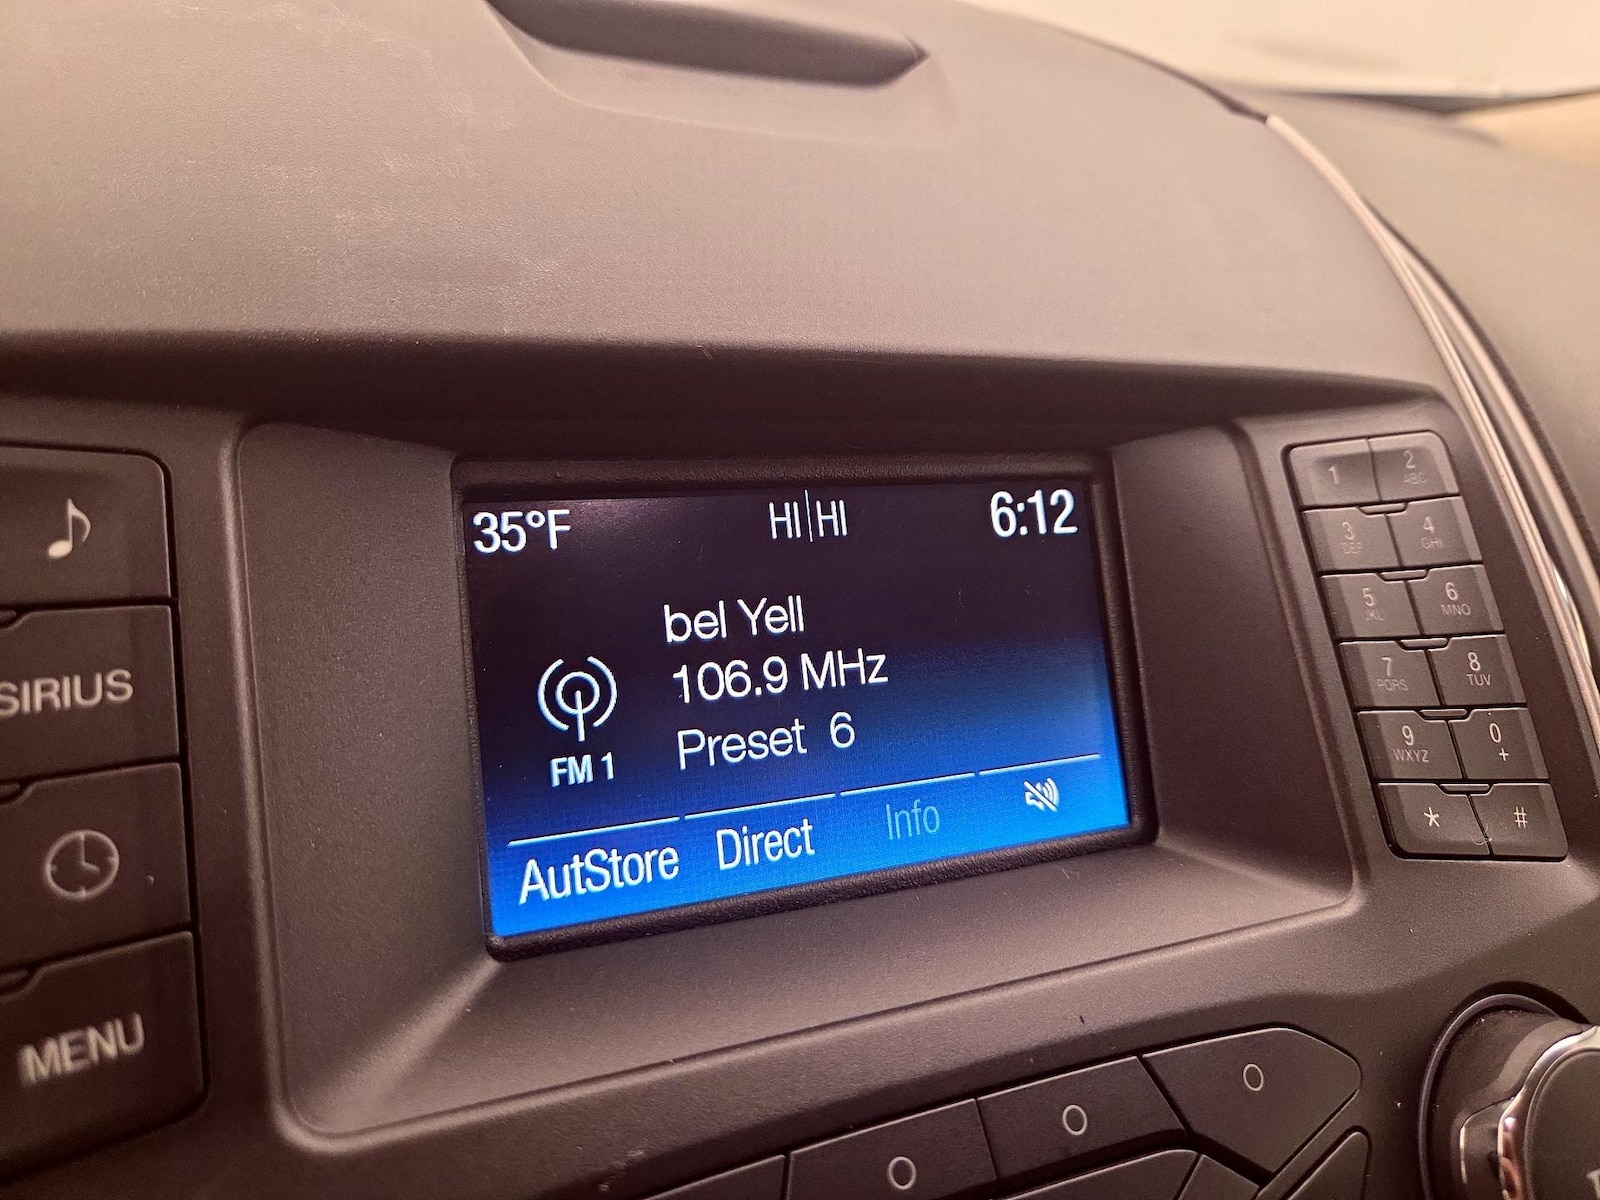 35°F HI|HI 6:12
bel Yell
106.9 MHz
FM 1
Preset 6
AutStore Direct Info
SIRIUS
MENU
1 2 ABC
3 DEF 4 GHI
5 JKL 6 MNO
7 PQRS 8 TUV
9 WXYZ 0 +
* #